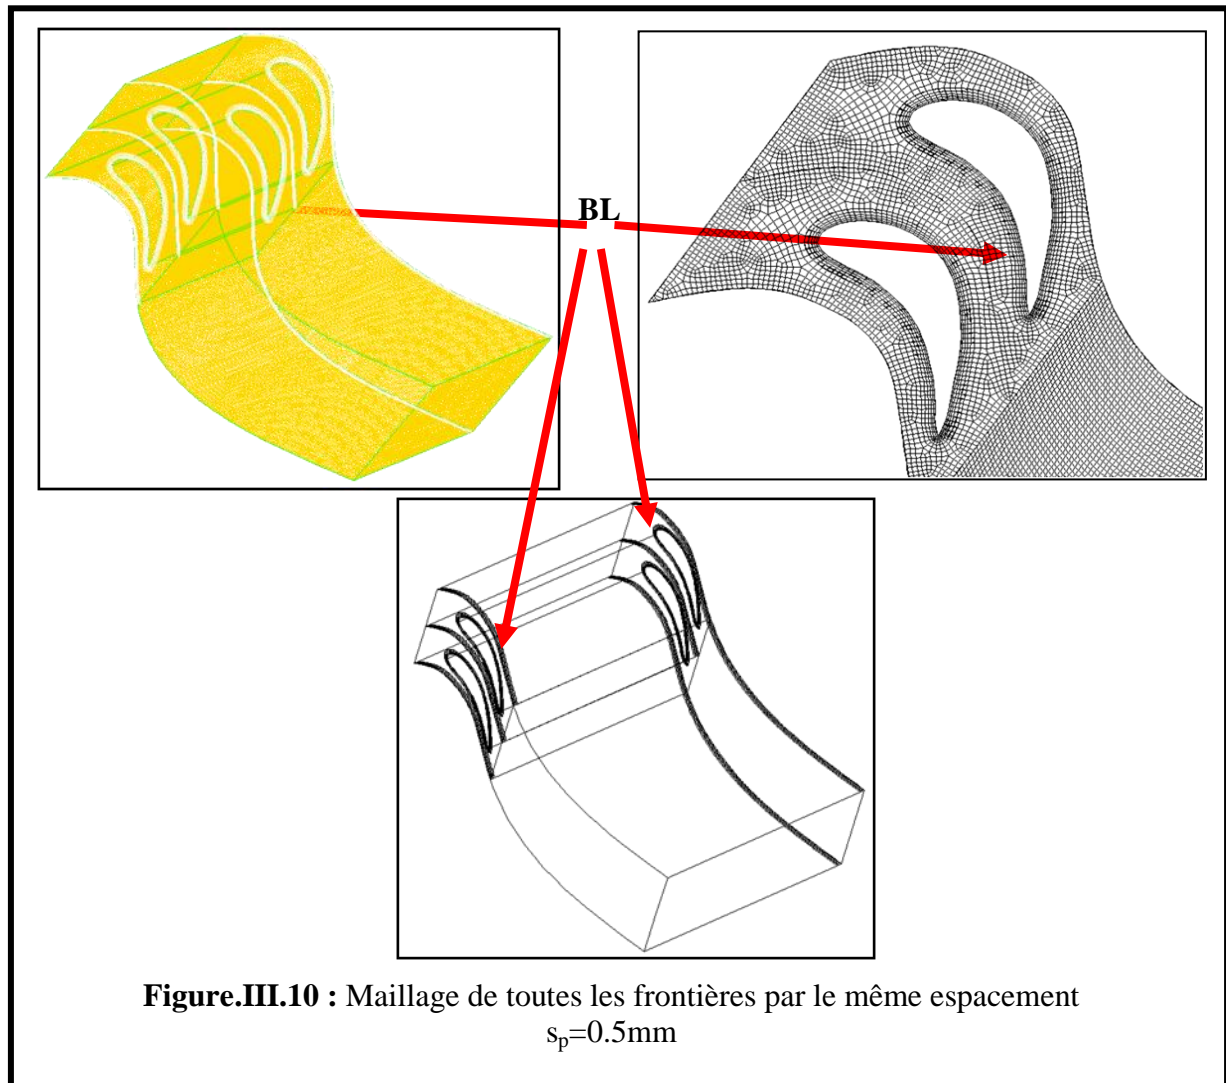 BL
Figure.III.10 : Maillage de toutes les frontières par le même espacement
sp=0.5mm